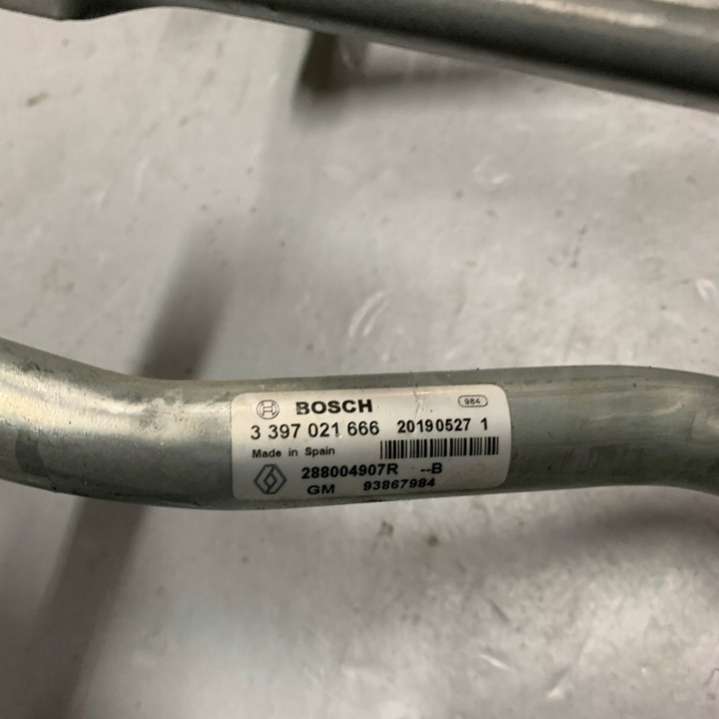 BOSCH 984
3 397 021 666 20190527 1
Made in Spain
288004907R --B
GM 93867984